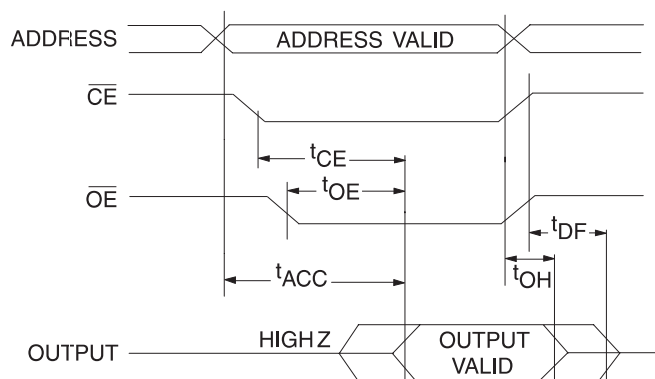 ADDRESS
ADDRESS VALID
CE
tCE
tOE
OE
tDF
tACC
tOH
HIGH Z
OUTPUT
OUTPUT
VALID